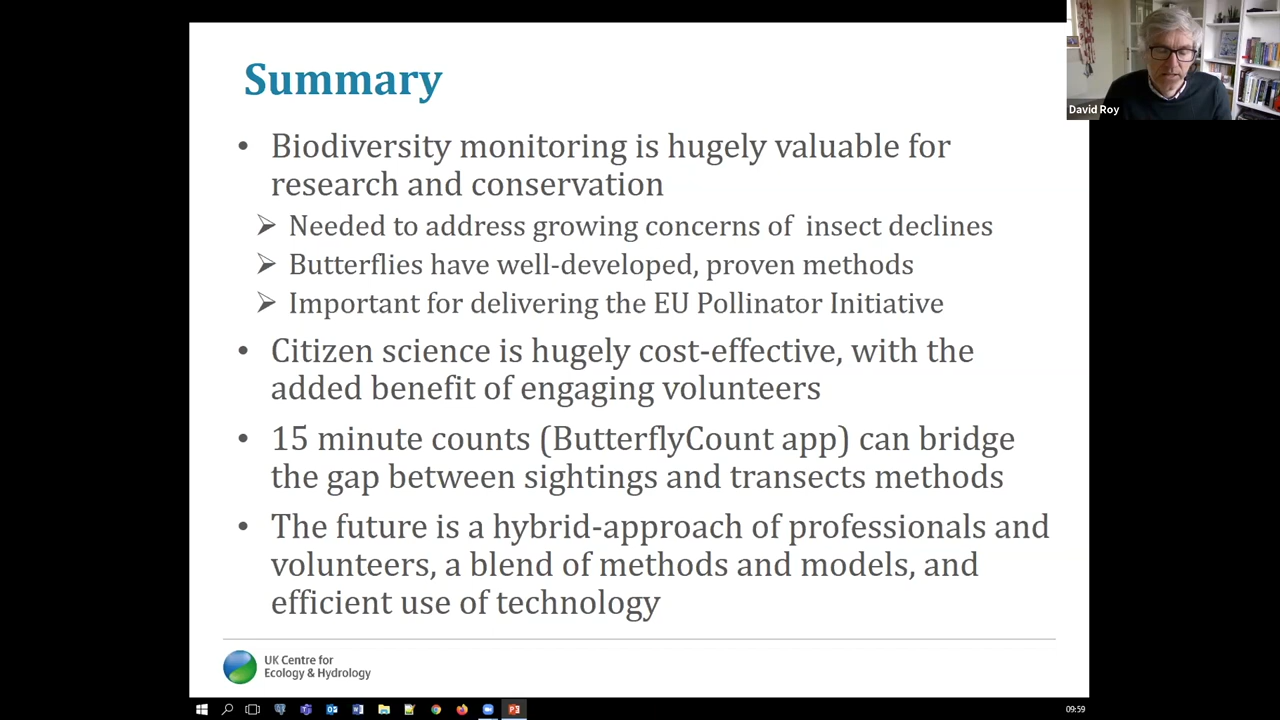 Summary
• Biodiversity monitoring is hugely valuable for
research and conservation
➢ Needed to address growing concerns of  insect declines
➢ Butterflies have well-developed, proven methods
➢ Important for delivering the EU Pollinator Initiative
• Citizen science is hugely cost-effective, with the
added benefit of engaging volunteers
• 15 minute counts (ButterflyCount app) can bridge
the gap between sightings and transects methods
• The future is a hybrid-approach of professionals and
volunteers, a blend of methods and models, and
efficient use of technology
UK Centre for
Ecology & Hydrology
David Roy
09:59